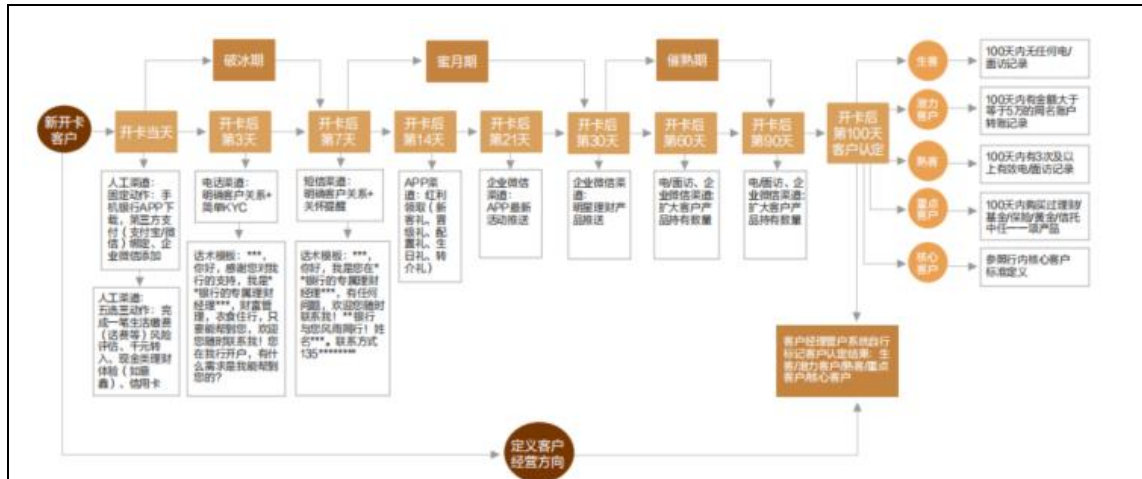 破冰期
蜜月期
催熟期
新开卡
客户
开卡当天
开卡后
第3天
开卡后
第7天
开卡后
第14天
开卡后
第21天
开卡后
第30天
开卡后
第60天
开卡后
第90天
开卡后
第100天
客户认定
人工渠道:
固定动作:手
机银行APP下
载,第三方支
付(支付宝/微
信)绑定、企
业微信添加
人工渠道:
五选三动作:完
成一笔生活缴费
(话费等)风险
评估、千元转
入、现金类理财
体验(如
鑫)、信用卡
电话渠道:
明确客户关系+
简单KYC
话术模板:***,
你好,感谢您对我
行的支持,我是*
*银行的专属理财
经理***,财富管
理,衣食住行,只
要能帮到您,欢迎
您随时联系我!您
在我行开户,有什
么需求是我能帮到
您的?
短信渠道:
明确客户关系+
关怀提醒
话术模板:***,
你好,我是您在*
*银行的专属理财
经理***,有任何
问题,欢迎您随时
联系我!**银行
与您风雨同行!姓
名***。联系方式
135********
APP渠
道:红利
领取(新
客礼、晋
级礼、配
置礼、生
日礼、转
介礼)
企业微信
渠道:
APP最新
活动推送
企业微信渠
道:
明星理财产
品推送
电/面访、企
业微信渠道:
扩大客户产
品持有数量
电/面访、企
业微信渠道:
扩大客户产
品持有数量
生客
100天内无任何电/
面访记录
潜力
客户
100天内有金额大于
等于5万的同名账户
转账记录
熟客
100天内有3次及以
上有效电/面访记录
重点
客户
100天内购买过理财/
基金/保险/黄金/信托
中任一一项产品
核心
客户
参照行内核心客户
标准定义
客户经理管户系统自行
标记客户认定结果:生
客/潜力客户/熟客/重点
客户/核心客户
定义客户
经营方向